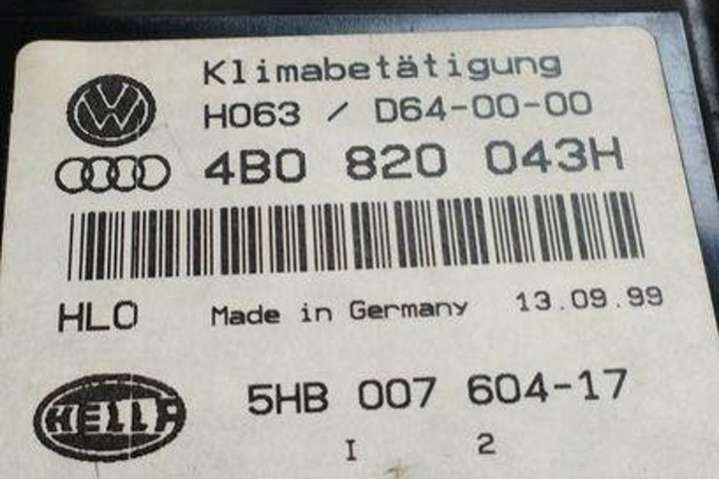 Klimabetätigung
H063 / D64-00-00
4B0 820 043H
HLO Made in Germany 13.09.99
HELLA 5HB 007 604-17
I 2